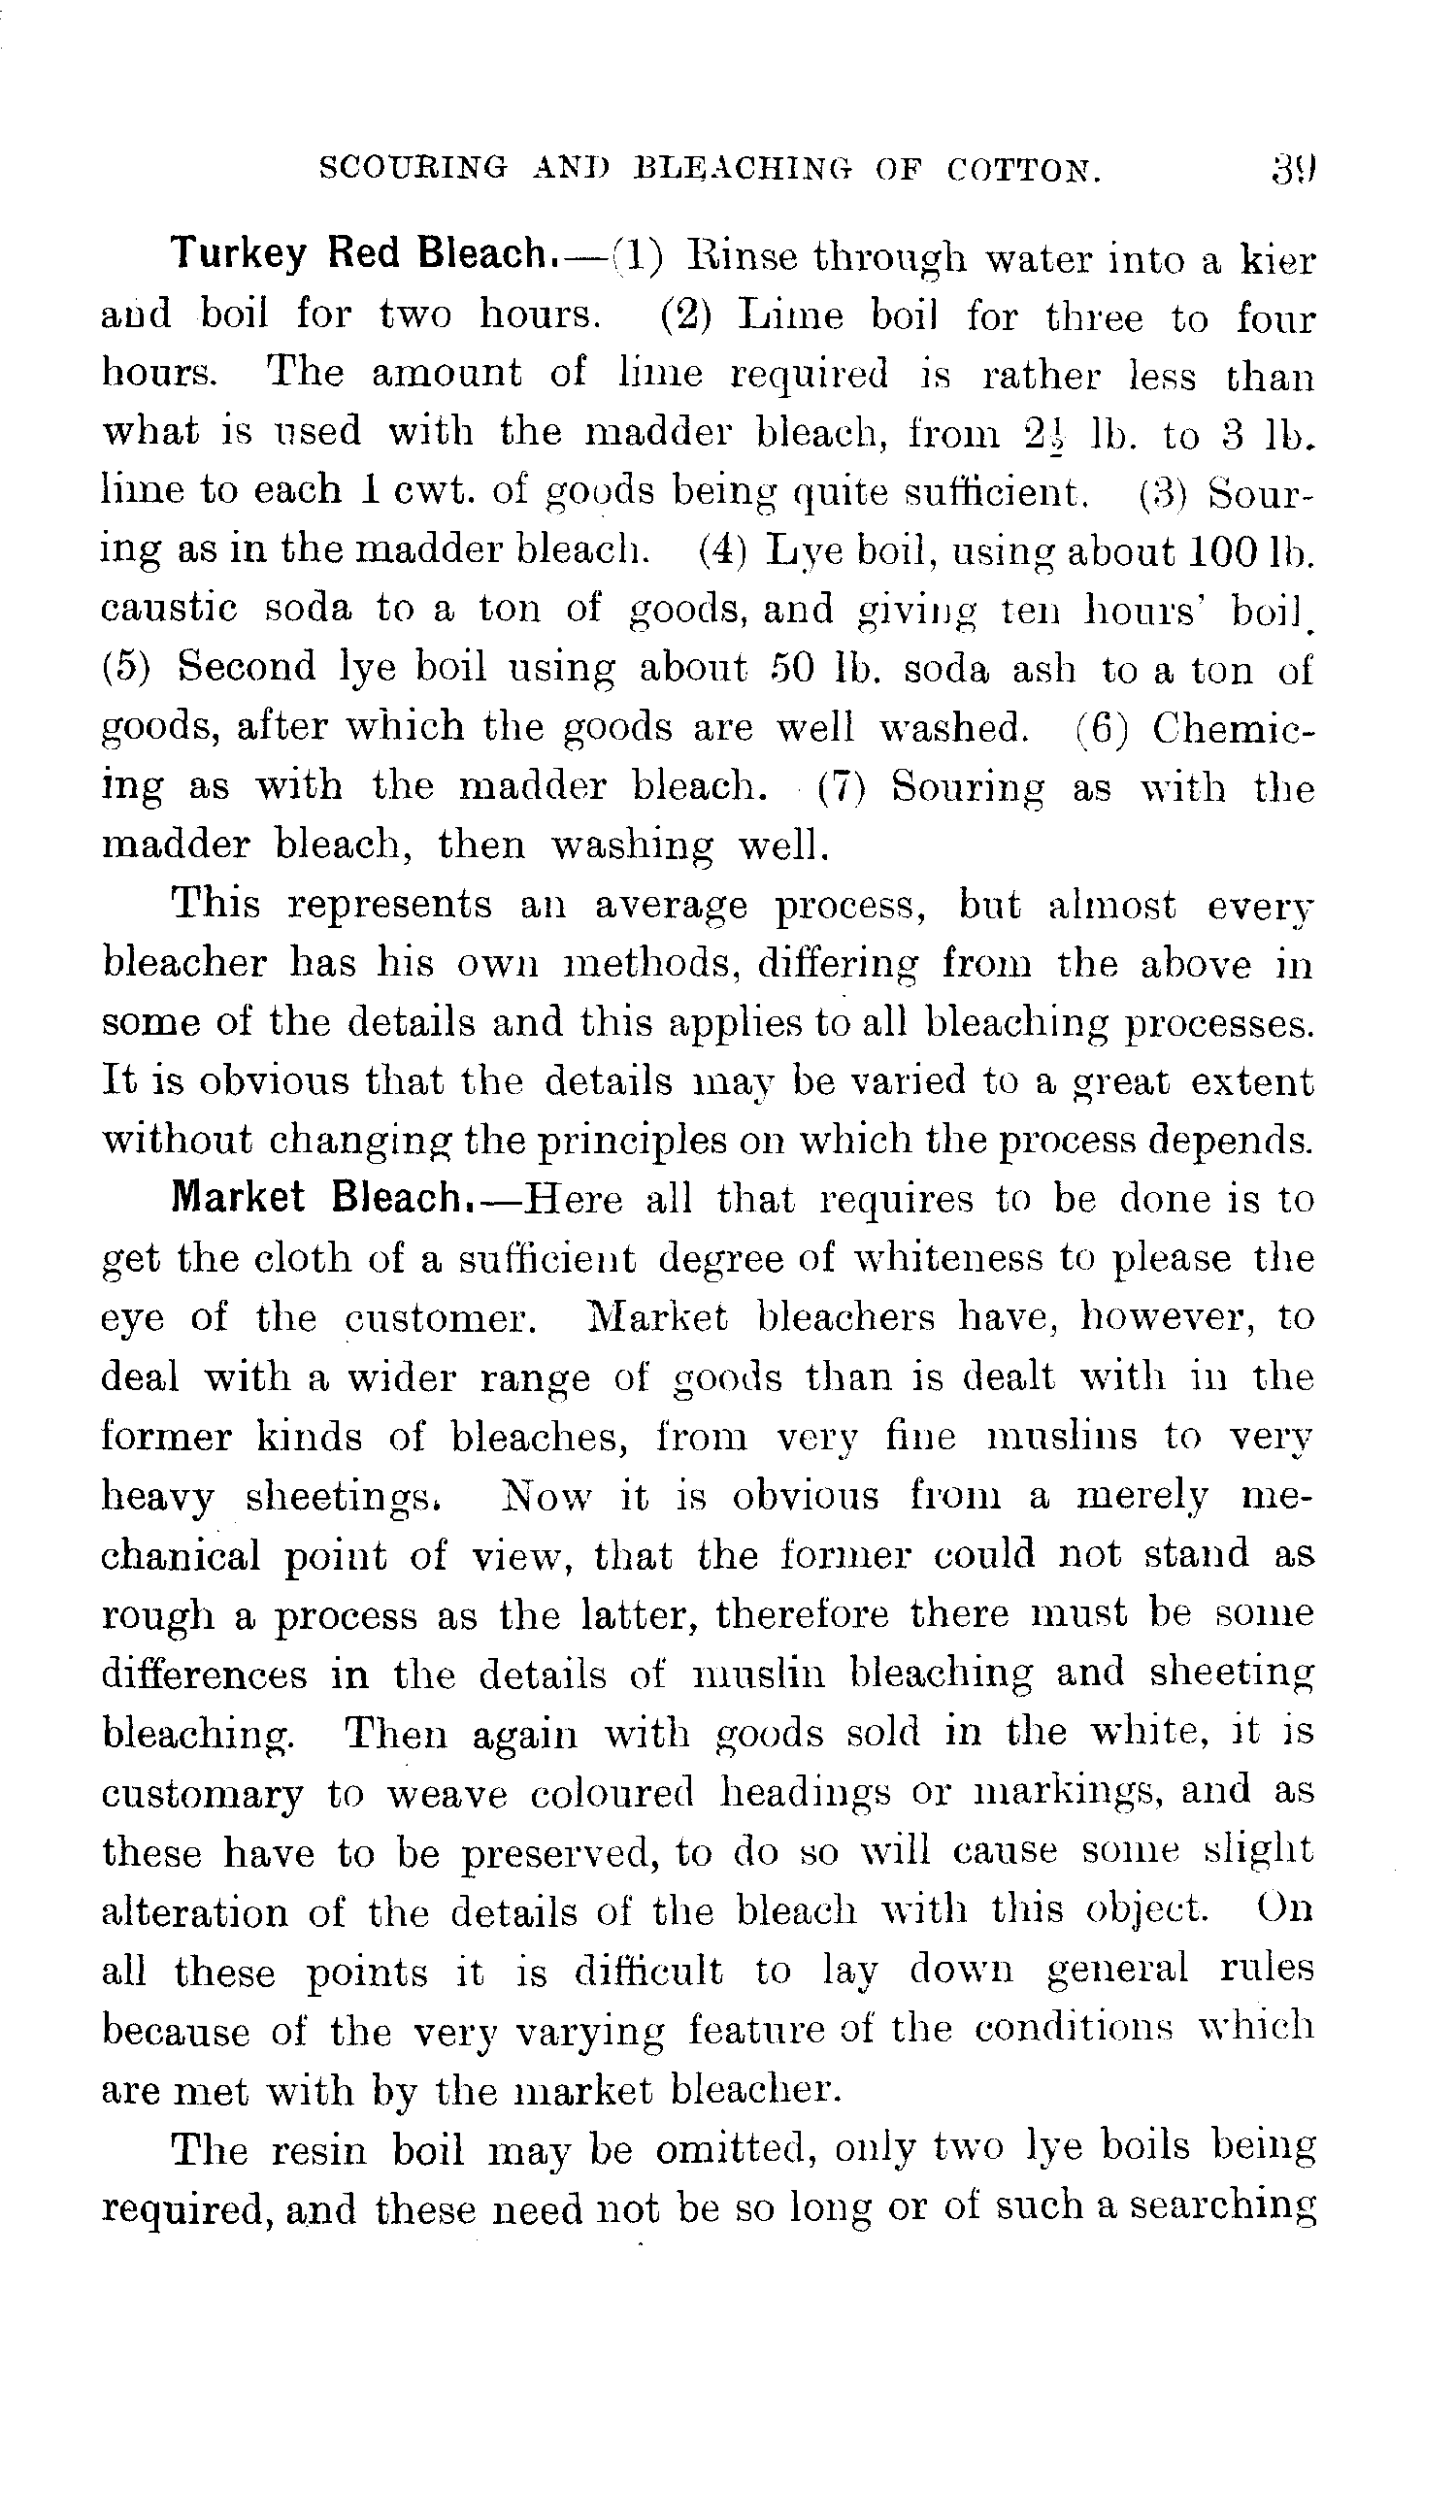 SCOURING AND BLEACHING OF COTTON. 39
Turkey Red Bleach.—(1) Rinse through water into a kier
and boil for two hours. (2) Lime boil for three to four
hours. The amount of lime required is rather less than
what is used with the madder bleach, from 2½ lb. to 3 lb.
lime to each 1 cwt. of goods being quite sufficient. (3) Sour-
ing as in the madder bleach. (4) Lye boil, using about 100 lb.
caustic soda to a ton of goods, and giving ten hours' boil.
(5) Second lye boil using about 50 lb. soda ash to a ton of
goods, after which the goods are well washed. (6) Chemic-
ing as with the madder bleach. (7) Souring as with the
madder bleach, then washing well.
This represents an average process, but almost every
bleacher has his own methods, differing from the above in
some of the details and this applies to all bleaching processes.
It is obvious that the details may be varied to a great extent
without changing the principles on which the process depends.
Market Bleach.—Here all that requires to be done is to
get the cloth of a sufficient degree of whiteness to please the
eye of the customer. Market bleachers have, however, to
deal with a wider range of goods than is dealt with in the
former kinds of bleaches, from very fine muslins to very
heavy sheetings. Now it is obvious from a merely me-
chanical point of view, that the former could not stand as
rough a process as the latter, therefore there must be some
differences in the details of muslin bleaching and sheeting
bleaching. Then again with goods sold in the white, it is
customary to weave coloured headings or markings, and as
these have to be preserved, to do so will cause some slight
alteration of the details of the bleach with this object. On
all these points it is difficult to lay down general rules
because of the very varying feature of the conditions which
are met with by the market bleacher.
The resin boil may be omitted, only two lye boils being
required, and these need not be so long or of such a searching